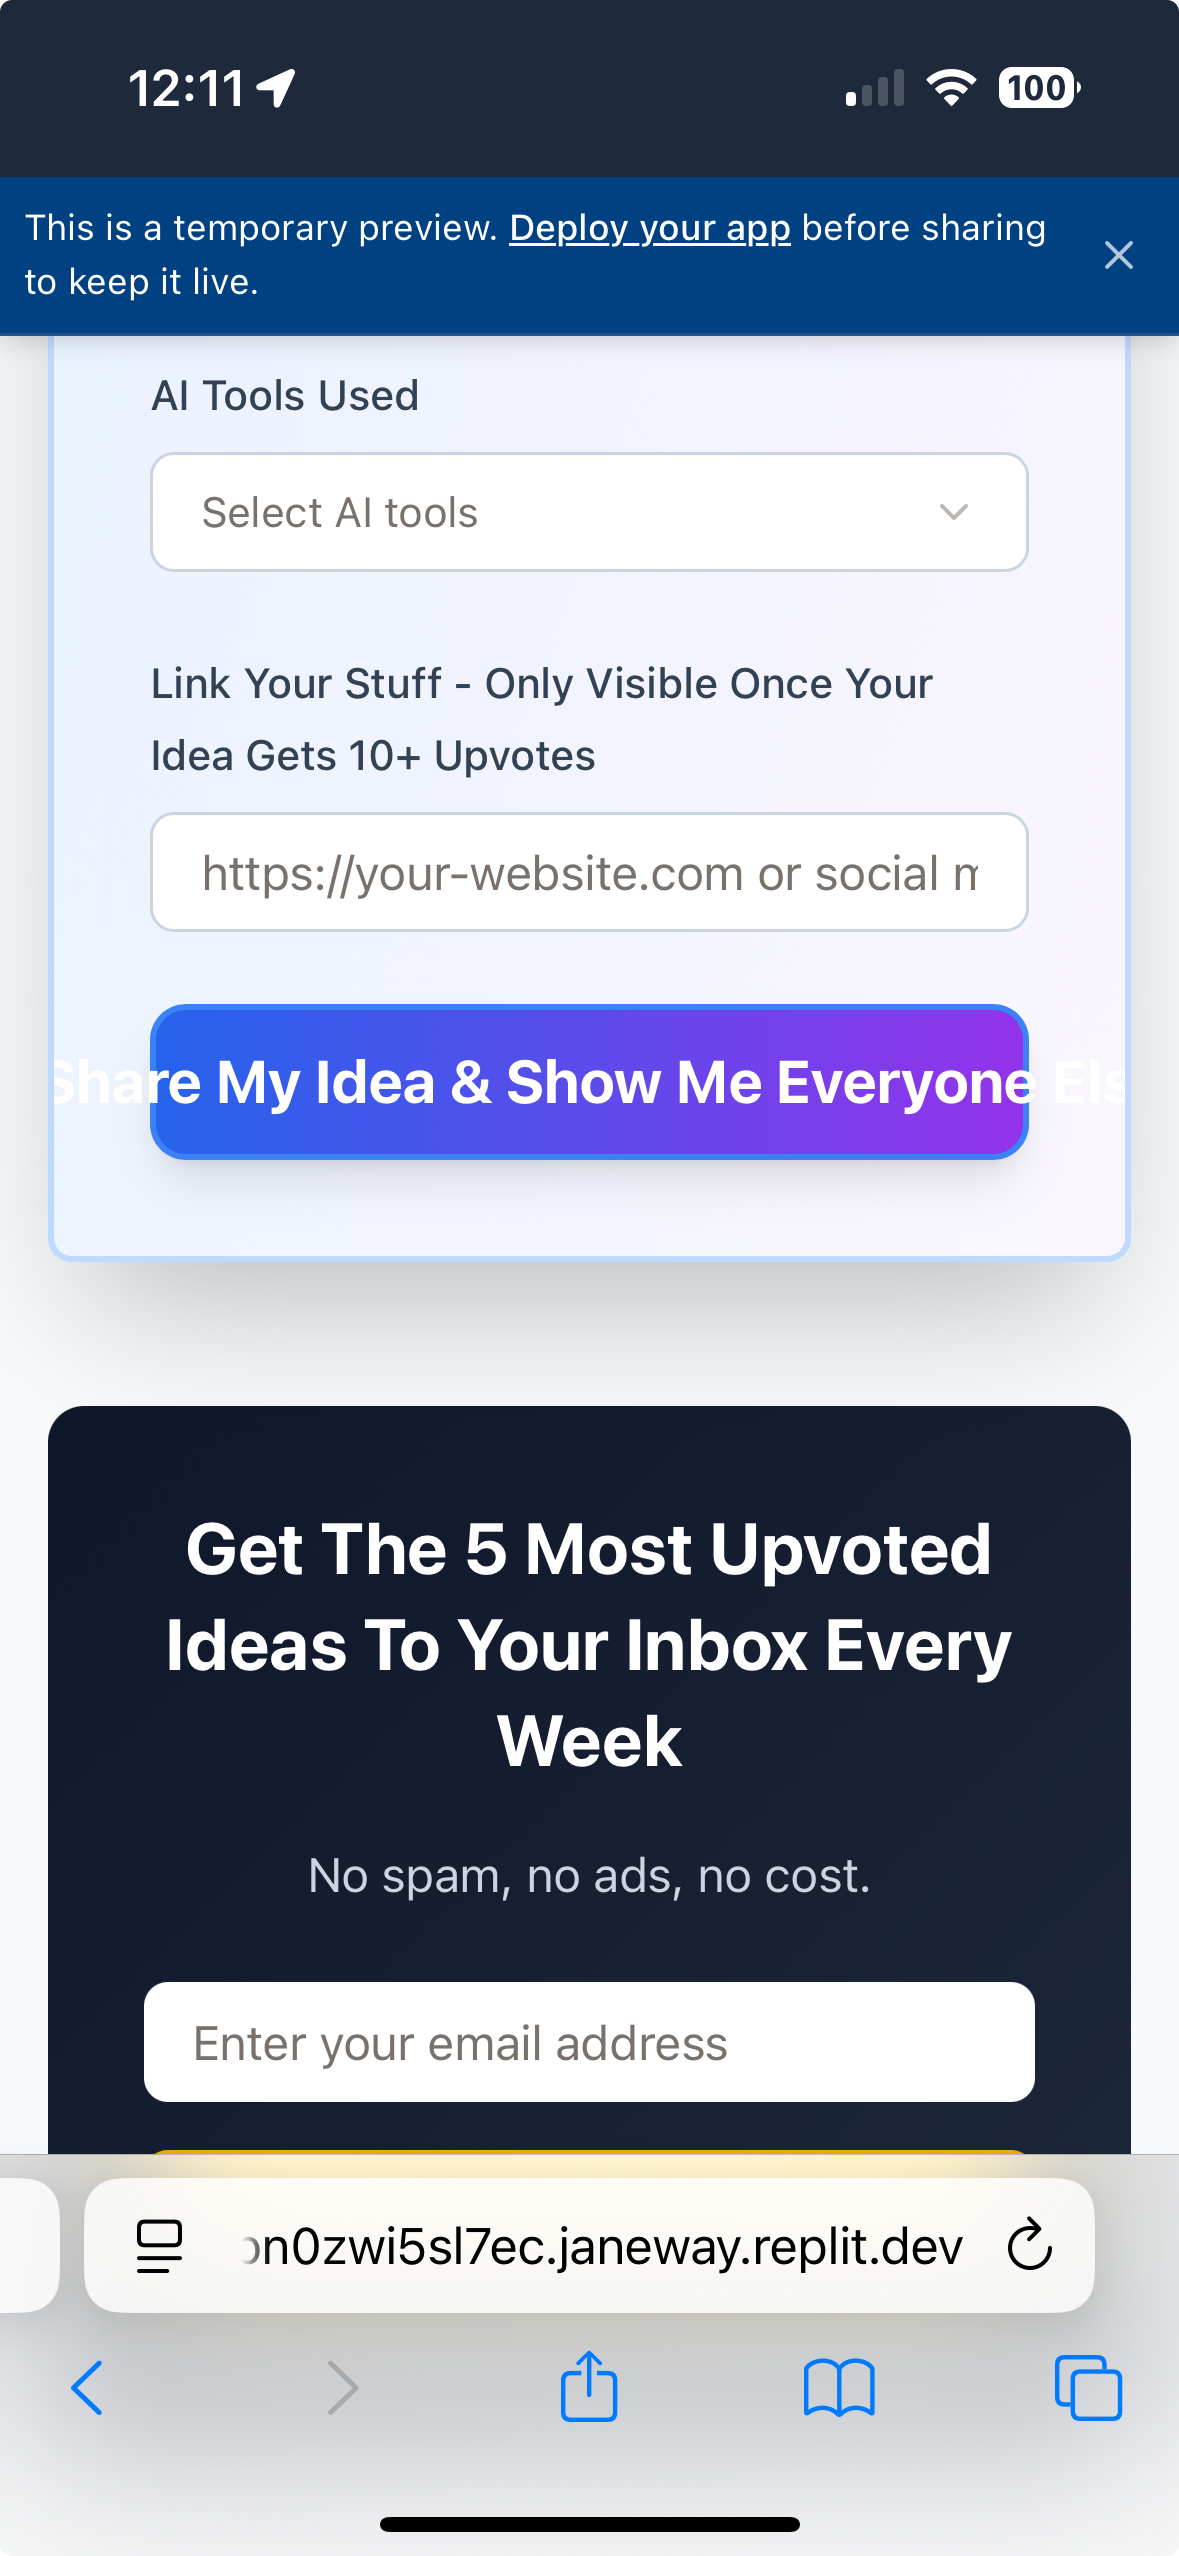 12:11
100
This is a temporary preview. Deploy your app before sharing
to keep it live.
AI Tools Used
Select AI tools
Link Your Stuff - Only Visible Once Your
Idea Gets 10+ Upvotes
https://your-website.com or social m
Share My Idea & Show Me Everyone Els
Get The 5 Most Upvoted
Ideas To Your Inbox Every
Week
No spam, no ads, no cost.
Enter your email address
n0zwi5sl7ec.janeway.replit.dev